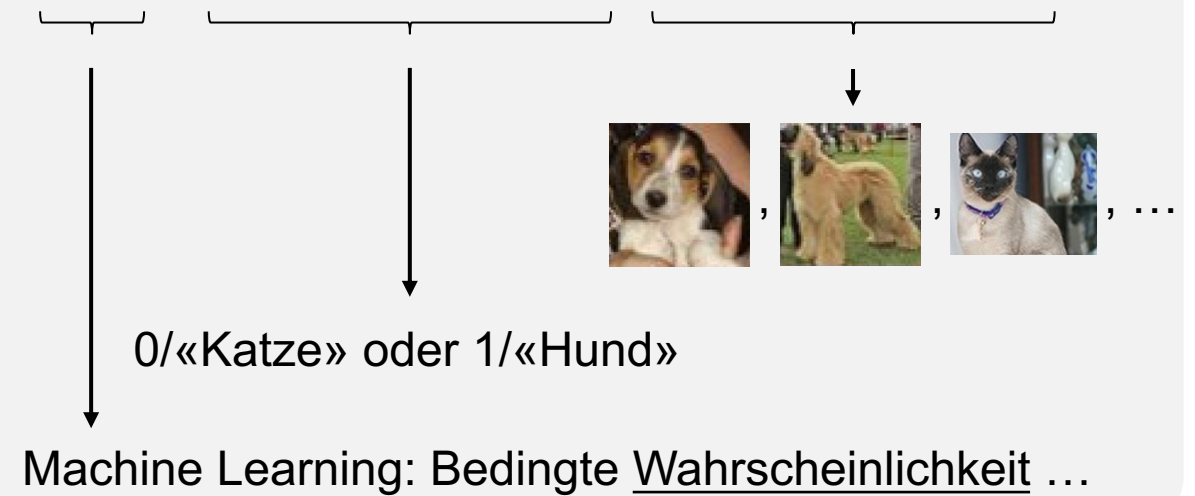 , , , …
0/«Katze» oder 1/«Hund»
Machine Learning: Bedingte Wahrscheinlichkeit …